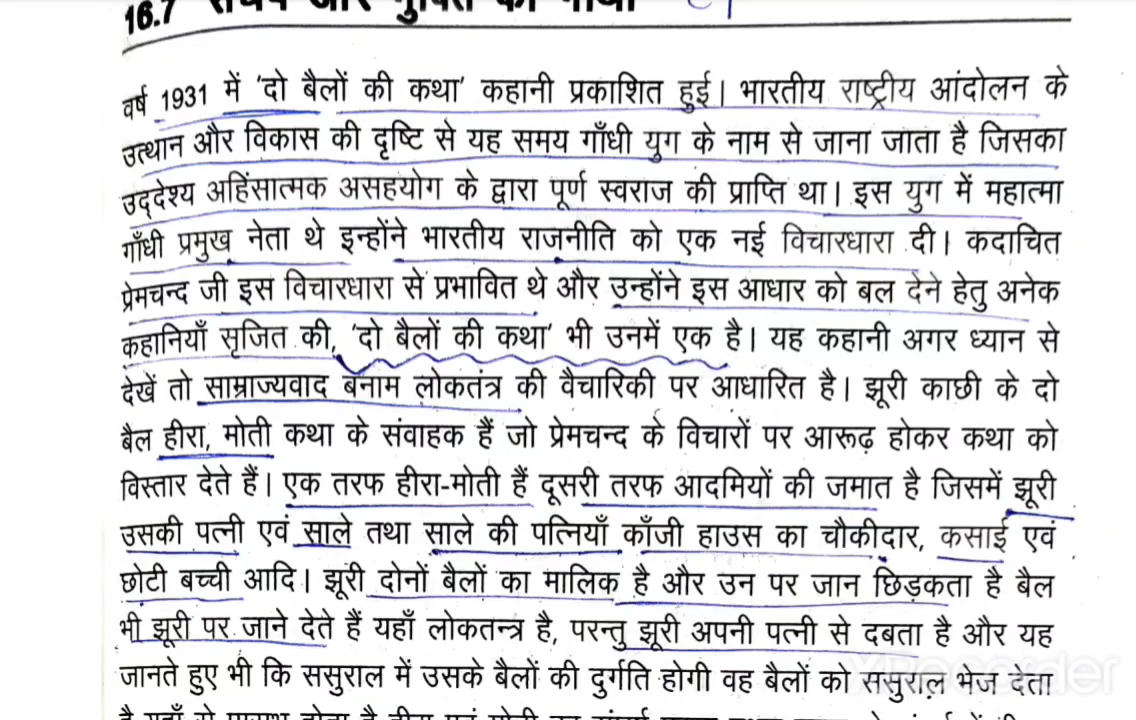 16.7 संघर्ष और मुक्ति की गाथा
वर्ष 1931 में 'दो बैलों की कथा' कहानी प्रकाशित हुई। भारतीय राष्ट्रीय आंदोलन के
उत्थान और विकास की दृष्टि से यह समय गाँधी युग के नाम से जाना जाता है जिसका
उद्देश्य अहिंसात्मक असहयोग के द्वारा पूर्ण स्वराज की प्राप्ति था। इस युग में महात्मा
गाँधी प्रमुख नेता थे इन्होंने भारतीय राजनीति को एक नई विचारधारा दी। कदाचित
प्रेमचन्द जी इस विचारधारा से प्रभावित थे और उन्होंने इस आधार को बल देने हेतु अनेक
कहानियाँ सृजित की, 'दो बैलों की कथा' भी उनमें एक है। यह कहानी अगर ध्यान से
देखें तो साम्राज्यवाद बनाम लोकतंत्र की वैचारिकी पर आधारित है। झूरी काछी के दो
बैल हीरा, मोती कथा के संवाहक हैं जो प्रेमचन्द के विचारों पर आरूढ़ होकर कथा को
विस्तार देते हैं। एक तरफ हीरा-मोती हैं दूसरी तरफ आदमियों की जमात है जिसमें झूरी
उसकी पत्नी एवं साले तथा साले की पत्नियाँ काँजी हाउस का चौकीदार, कसाई एवं
छोटी बच्ची आदि। झूरी दोनों बैलों का मालिक है और उन पर जान छिड़कता है बैल
भी झूरी पर जाने देते हैं यहाँ लोकतन्त्र है, परन्तु झूरी अपनी पत्नी से दबता है और यह
जानते हुए भी कि ससुराल में उसके बैलों की दुर्गति होगी वह बैलों को ससुराल भेज देता
XRecorder